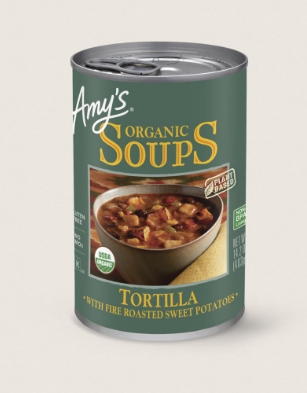 Amy's
ORGANIC
SOUPS
PLANT
BASED
USDA
ORGANIC
TORTILLA
• WITH FIRE ROASTED SWEET POTATOES •